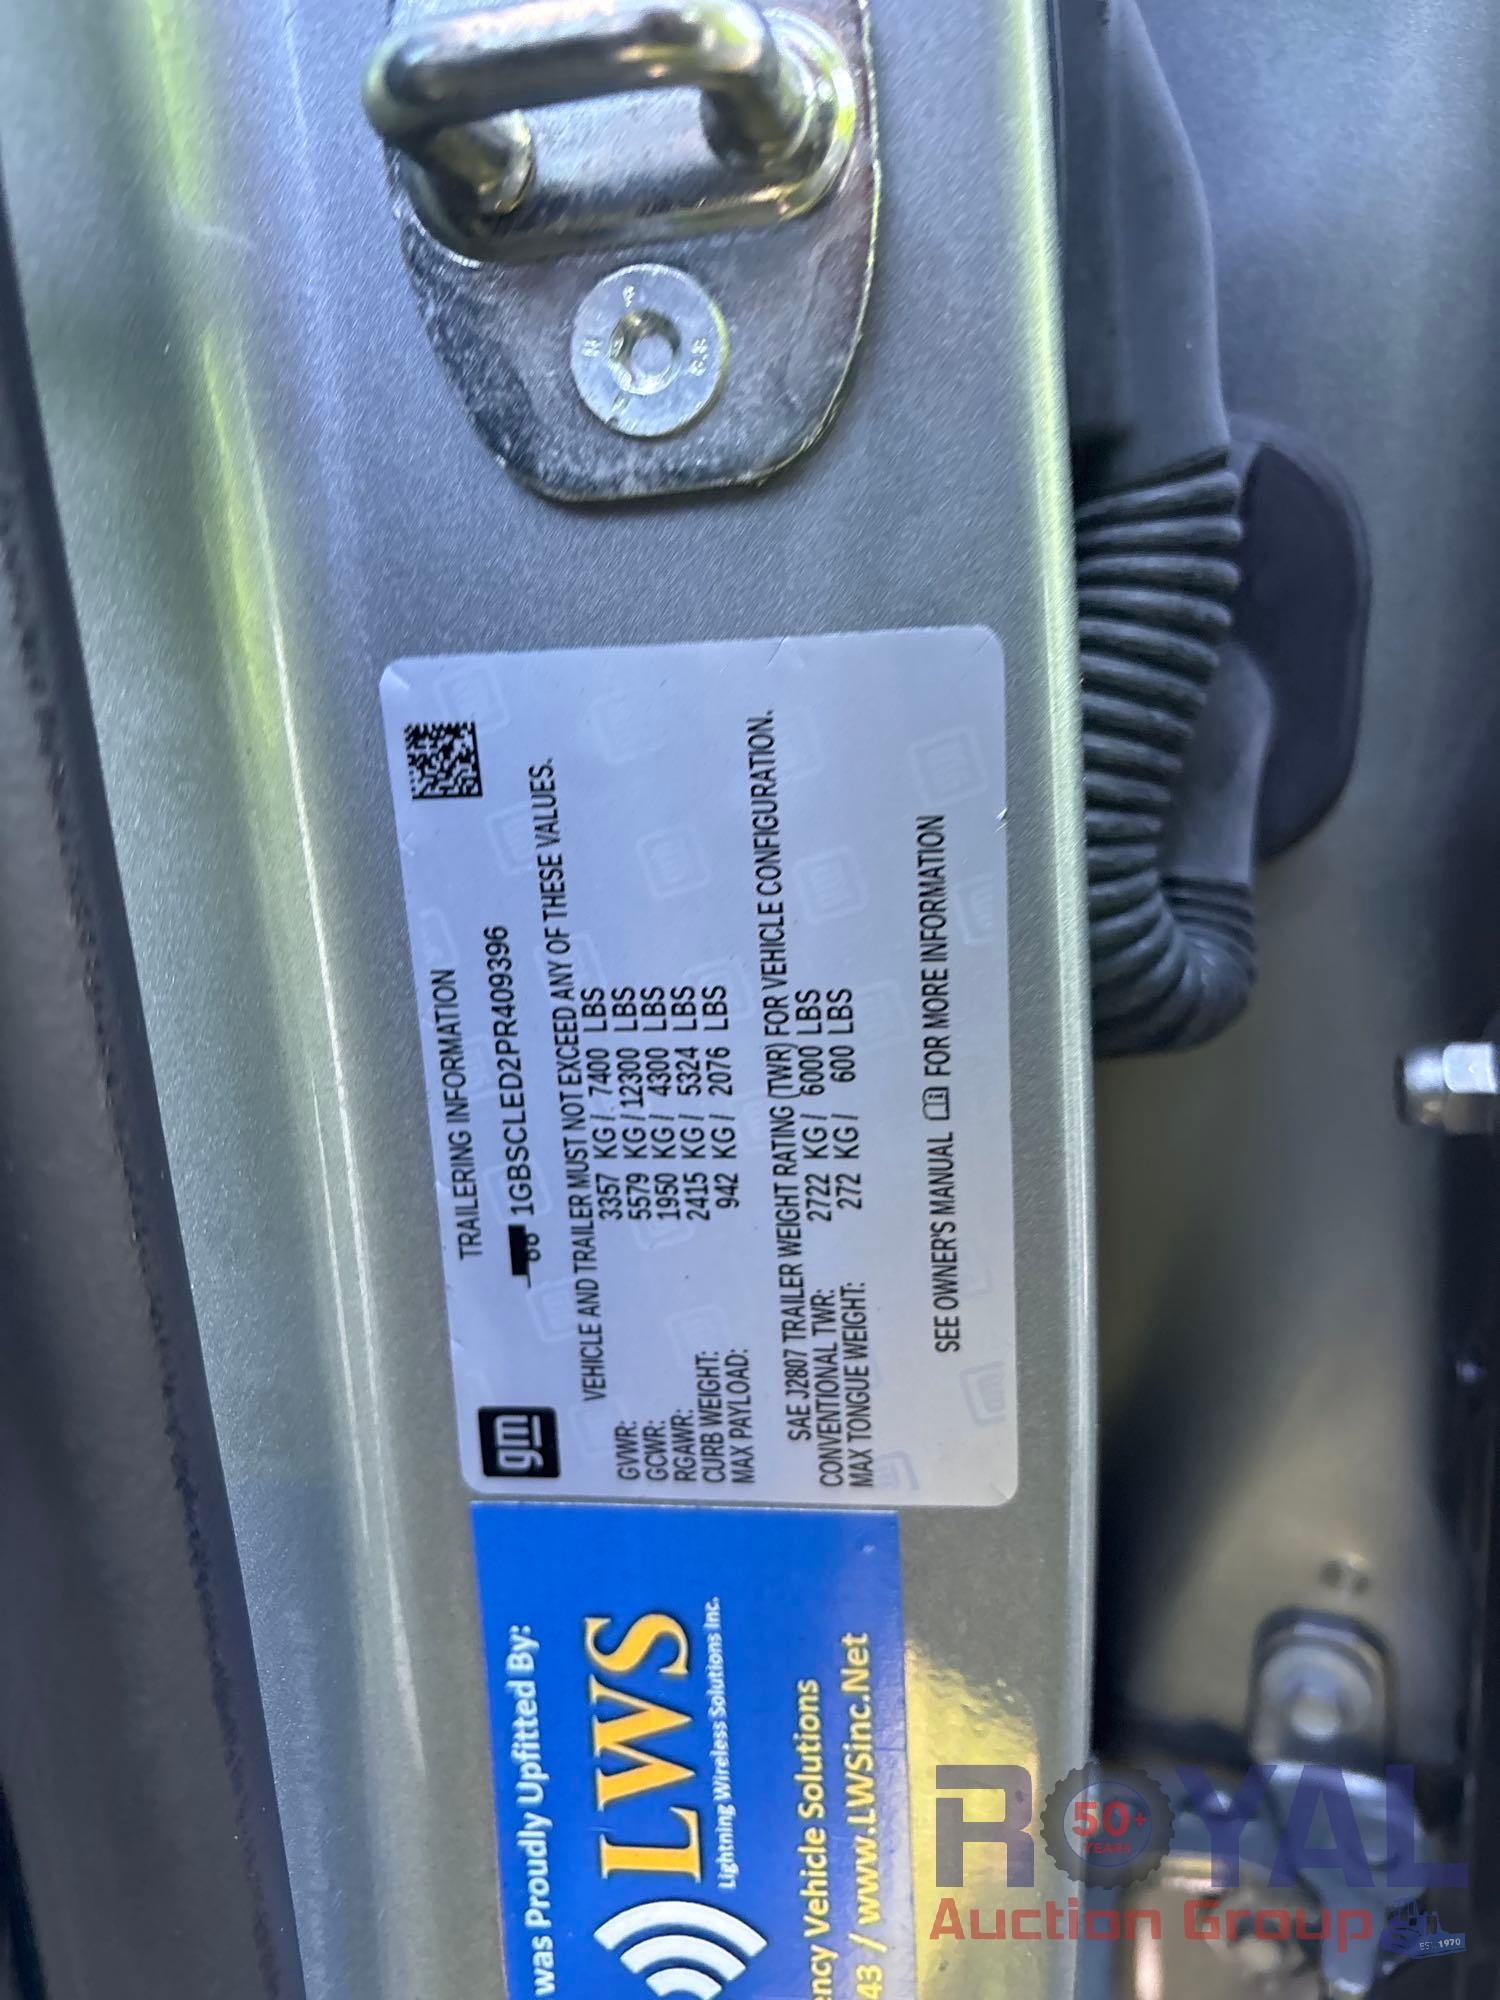 TRAILERING INFORMATION
1GBSCLED2PR409396
VEHICLE AND TRAILER MUST NOT EXCEED ANY OF THESE VALUES.
GVWR: 3357 KG / 7400 LBS
GCWR: 5579 KG / 12300 LBS
RGAWR: 1950 KG / 4300 LBS
CURB WEIGHT: 2415 KG / 5324 LBS
MAX PAYLOAD: 942 KG / 2076 LBS
SAE J2807 TRAILER WEIGHT RATING (TWR) FOR VEHICLE CONFIGURATION.
CONVENTIONAL TWR: 2722 KG / 6000 LBS
MAX TONGUE WEIGHT: 272 KG / 600 LBS
SEE OWNER'S MANUAL FOR MORE INFORMATION
gm
was Proudly Upfitted By:
LWS
Lightning Wireless Solutions Inc.
ncy Vehicle Solutions
43 / www.LWSinc.Net
ROYAL
50+
YEARS
Auction Group
EST. 1970